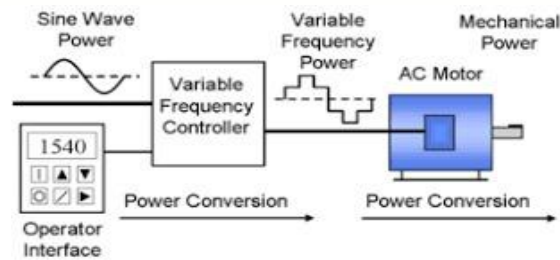 Sine Wave
Power
Variable
Frequency
Power
Mechanical
Power
AC Motor
Variable
Frequency
Controller
1540
Operator
Interface
Power Conversion
Power Conversion